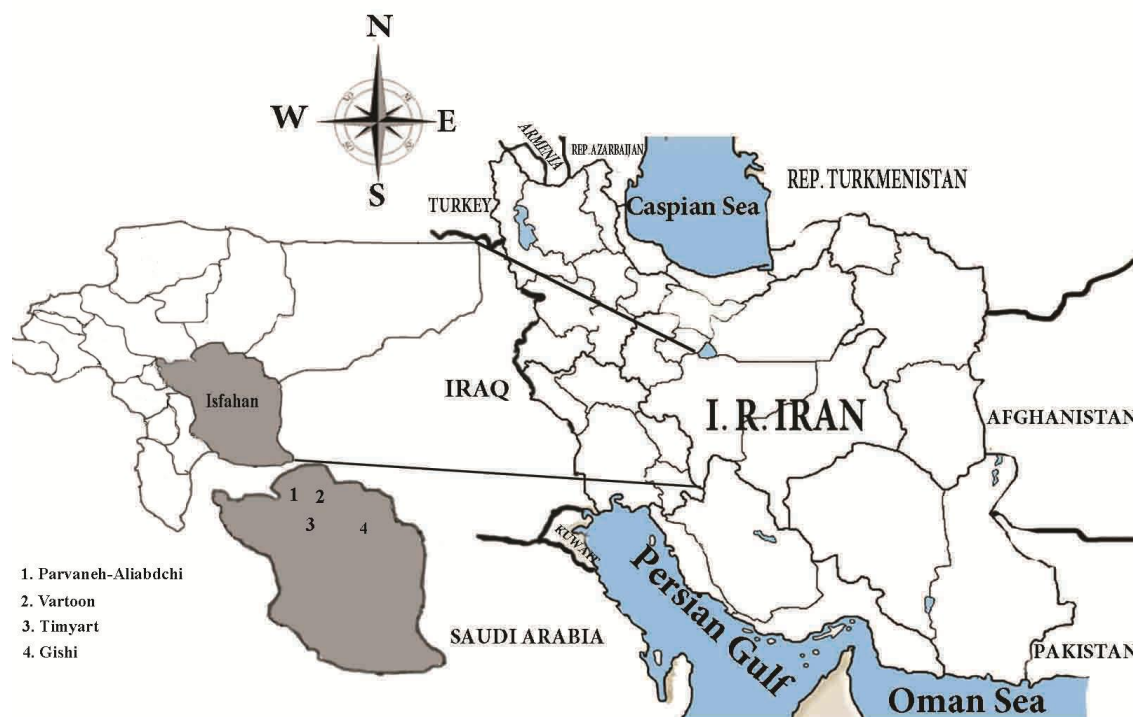 N
W
E
S
ARMENIA
REP.AZARBAIJAN
REP. TURKMENISTAN
TURKEY
Caspian Sea
Isfahan
IRAQ
I. R. IRAN
AFGHANISTAN
1
2
3
4
KUWAIT
Persian Gulf
1. Parvaneh-Aliabdchi
2. Vartoon
3. Timyart
4. Gishi
SAUDI ARABIA
PAKISTAN
Oman Sea